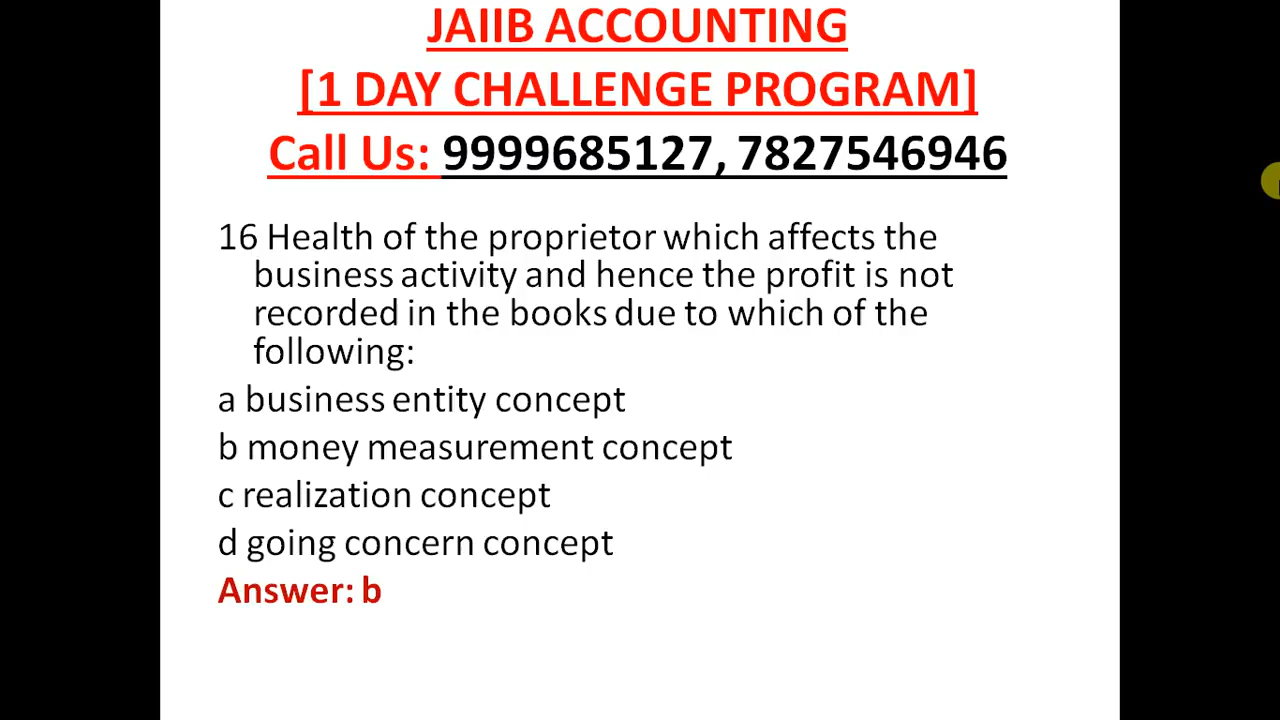 JAIIB ACCOUNTING
[1 DAY CHALLENGE PROGRAM]
Call Us: 9999685127, 7827546946
16 Health of the proprietor which affects the
business activity and hence the profit is not
recorded in the books due to which of the
following:
a business entity concept
b money measurement concept
c realization concept
d going concern concept
Answer: b